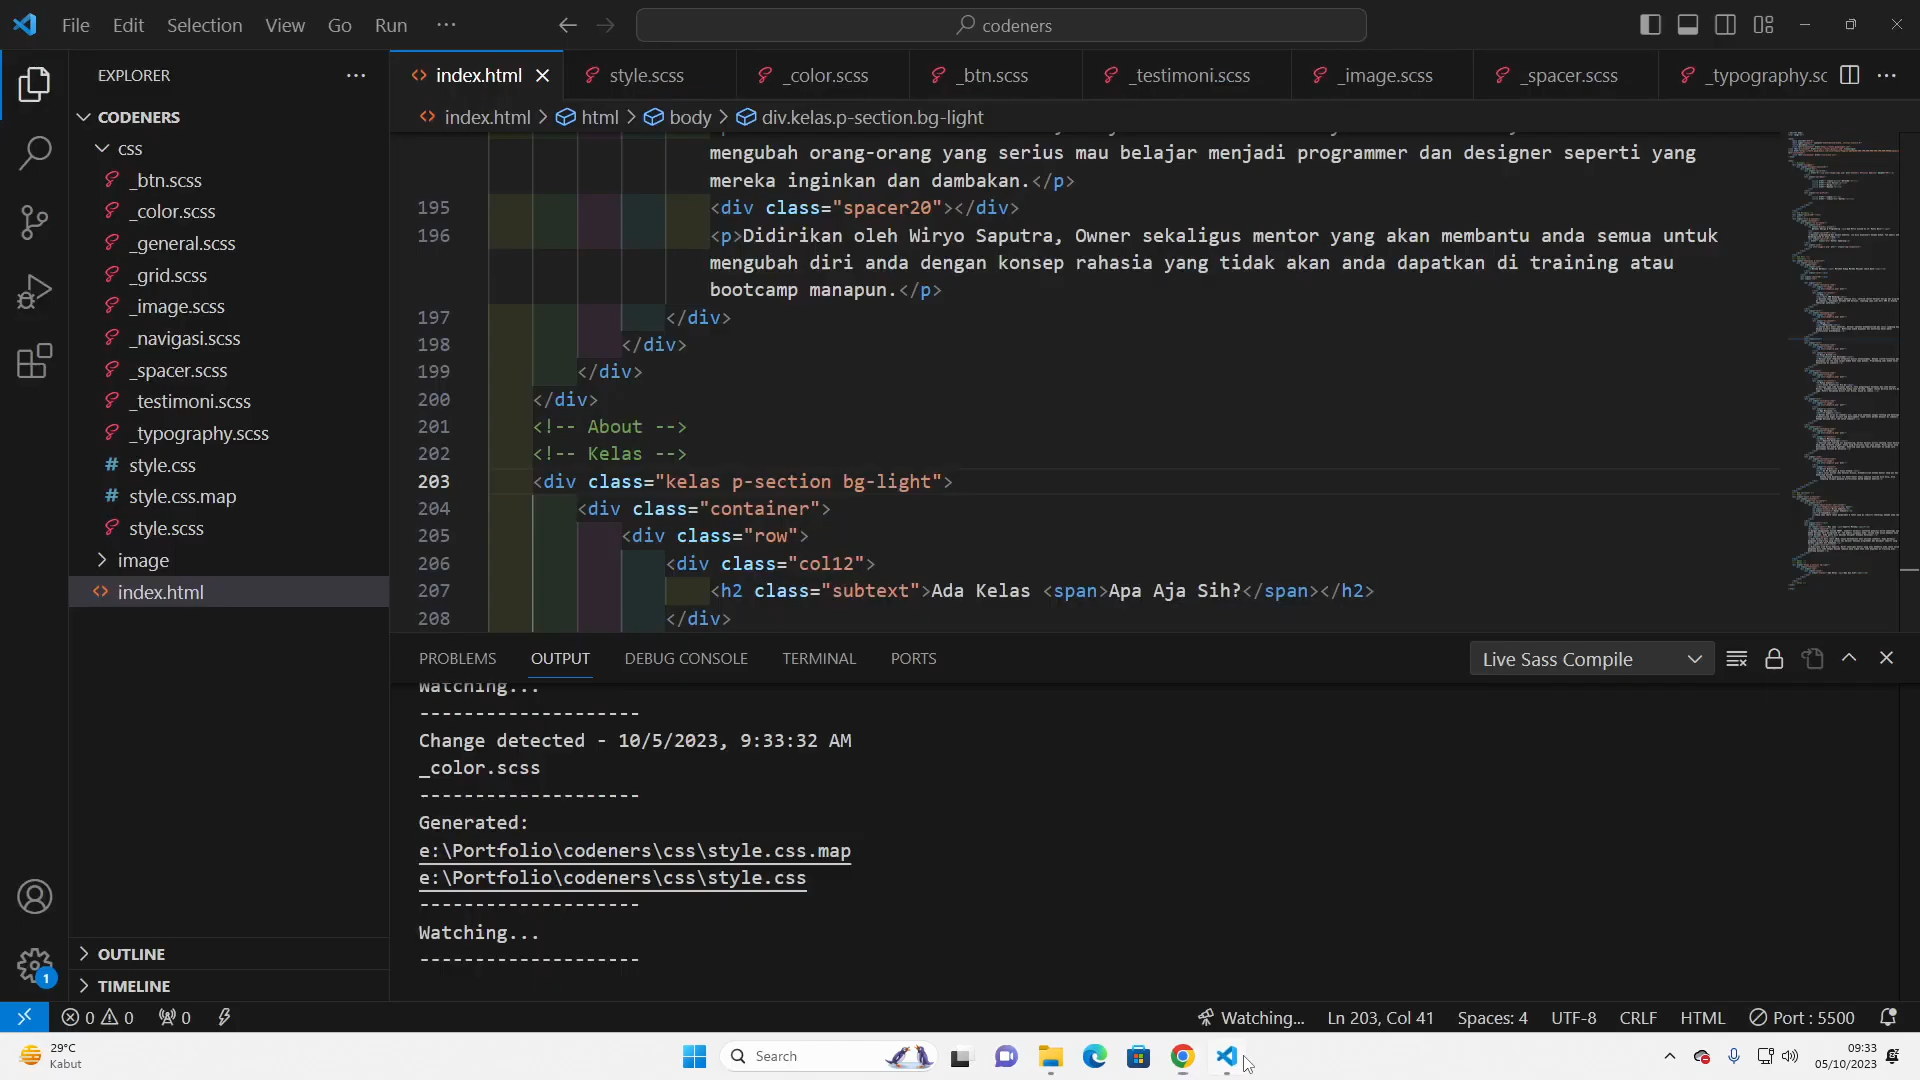 File Edit Selection View Go Run ··· codeners
EXPLORER ···
CODENERS
css
_btn.scss
_color.scss
_general.scss
_grid.scss
_image.scss
_navigasi.scss
_spacer.scss
_testimoni.scss
_typography.scss
style.css
style.css.map
style.scss
image
index.html
OUTLINE
TIMELINE
index.html style.scss _color.scss _btn.scss _testimoni.scss _image.scss _spacer.scss _typography.sc ···
index.html > html > body > div.kelas.p-section.bg-light
mengubah orang-orang yang serius mau belajar menjadi programmer dan designer seperti yang
mereka inginkan dan dambakan.</p>
195 <div class="spacer20"></div>
196 <p>Didirikan oleh Wiryo Saputra, Owner sekaligus mentor yang akan membantu anda semua untuk
mengubah diri anda dengan konsep rahasia yang tidak akan anda dapatkan di training atau
bootcamp manapun.</p>
197 </div>
198 </div>
199 </div>
200 </div>
201 <!-- About -->
202 <!-- Kelas -->
203 <div class="kelas p-section bg-light">
204 <div class="container">
205 <div class="row">
206 <div class="col12">
207 <h2 class="subtext">Ada Kelas <span>Apa Aja Sih?</span></h2>
208 </div>
PROBLEMS OUTPUT DEBUG CONSOLE TERMINAL PORTS Live Sass Compile
Watching...
--------------------
Change detected - 10/5/2023, 9:33:32 AM
_color.scss
--------------------
Generated:
e:\Portfolio\codeners\css\style.css.map
e:\Portfolio\codeners\css\style.css
--------------------
Watching...
--------------------
1
0 0 0 Watching... Ln 203, Col 41 Spaces: 4 UTF-8 CRLF HTML Port : 5500
29°C
Kabut
Search
09:33
05/10/2023